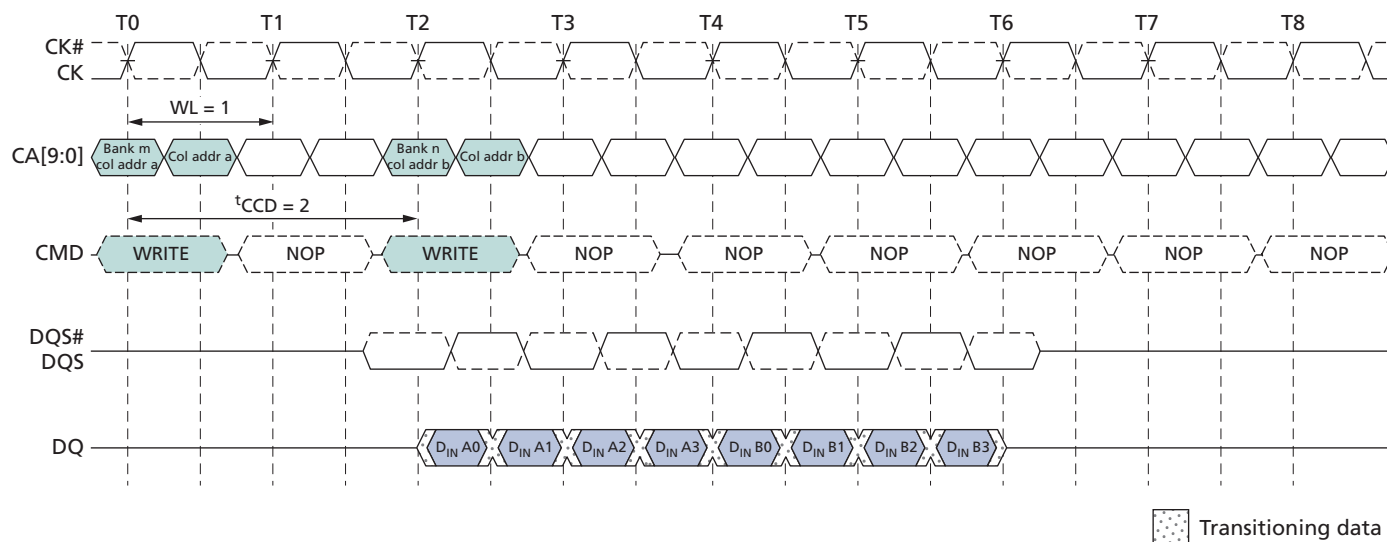 T0 T1 T2 T3 T4 T5 T6 T7 T8
CK#
CK
WL = 1
CA[9:0]
Bank m
col addr a
Col addr a
Bank n
col addr b
Col addr b
tCCD = 2
CMD WRITE NOP WRITE NOP NOP NOP NOP NOP NOP
DQS#
DQS
DQ DIN A0 DIN A1 DIN A2 DIN A3 DIN B0 DIN B1 DIN B2 DIN B3
Transitioning data